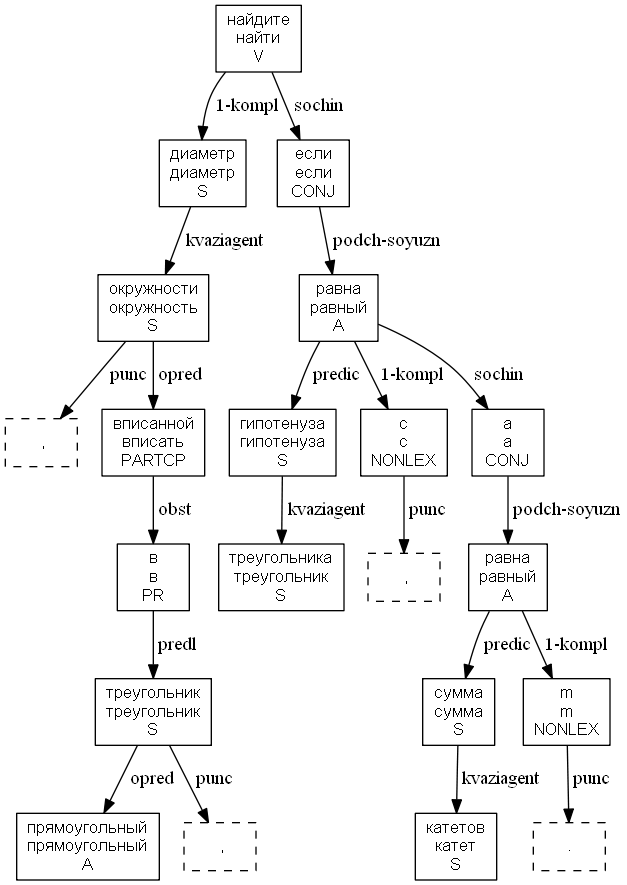 найдите
найти
V
1-kompl
sochin
диаметр
диаметр
S
если
если
CONJ
kvaziagent
podch-soyuzn
окружности
окружность
S
равна
равный
A
punc
opred
predic
1-kompl
sochin
,
вписанной
вписать
PARTCP
гипотенуза
гипотенуза
S
c
c
NONLEX
а
а
CONJ
obst
kvaziagent
punc
podch-soyuzn
в
в
PR
треугольника
треугольник
S
,
равна
равный
A
predl
predic
1-kompl
треугольник
треугольник
S
сумма
сумма
S
m
m
NONLEX
opred
punc
kvaziagent
punc
прямоугольный
прямоугольный
A
,
катетов
катет
S
.